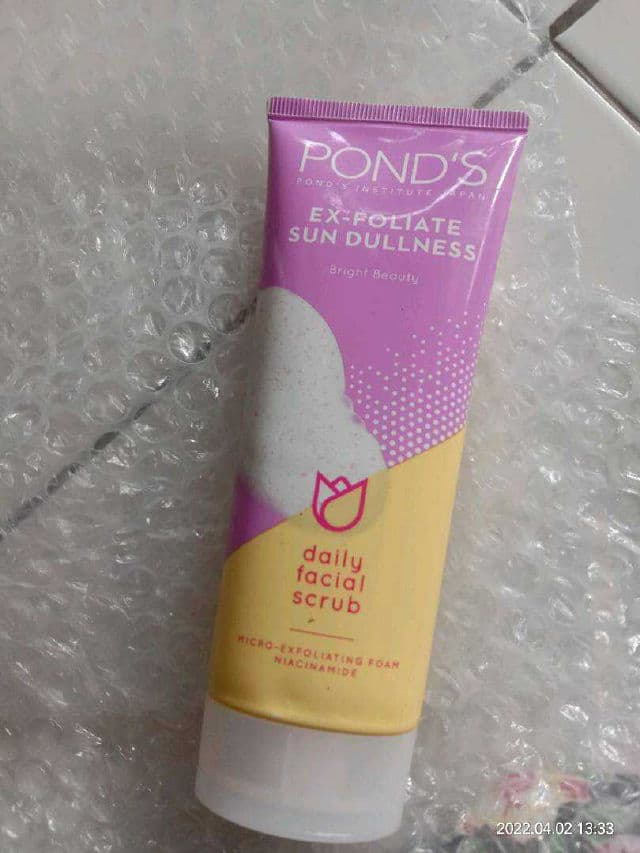 POND'S
POND'S INSTITUTE JAPAN
EX-FOLIATE
SUN DULLNESS
Bright Beauty
daily
facial
scrub
MICRO-EXFOLIATING FOAM
NIACINAMIDE
2022.04.02 13:33